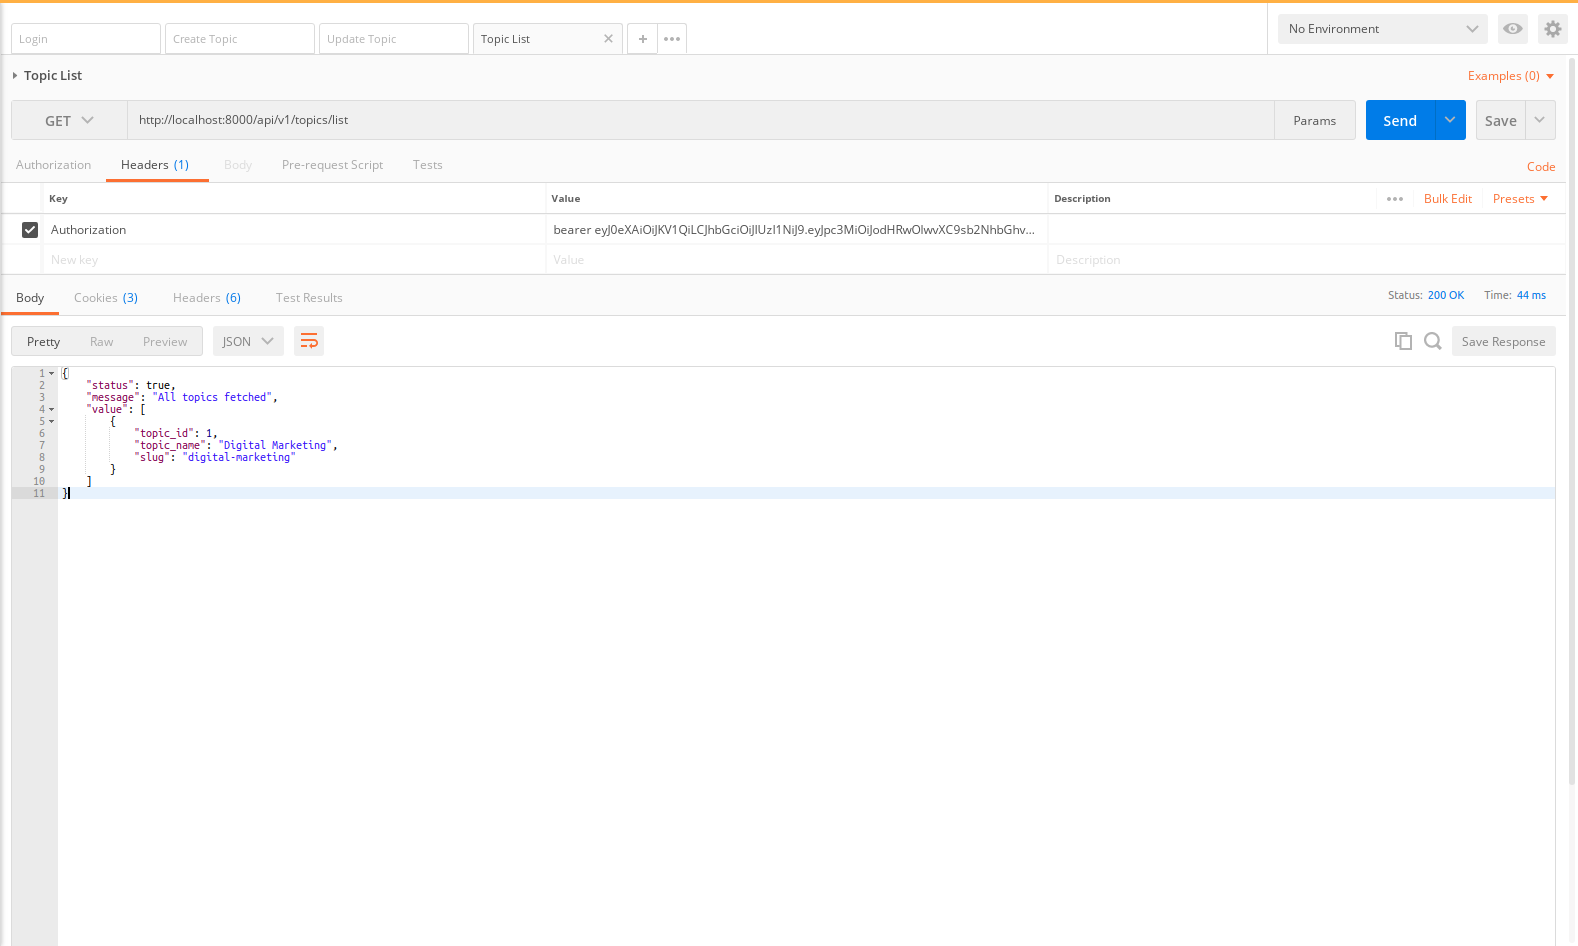 Login
Create Topic
Update Topic
Topic List
No Environment
Topic List
Examples (0)
GET
http://localhost:8000/api/v1/topics/list
Params
Send
Save
Authorization
Headers (1)
Body
Pre-request Script
Tests
Code
Key
Value
Description
Bulk Edit
Presets
Authorization
bearer eyJ0eXAiOiJKV1QiLCJhbGciOiJIUzI1NiJ9.eyJpc3MiOiJodHRwOlwvXC9sb2NhbGhv...
New key
Value
Description
Body
Cookies (3)
Headers (6)
Test Results
Status: 200 OK
Time: 44 ms
Pretty
Raw
Preview
JSON
Save Response
1 {
2 "status": true,
3 "message": "All topics fetched",
4 "value": [
5 {
6 "topic_id": 1,
7 "topic_name": "Digital Marketing",
8 "slug": "digital-marketing"
9 }
10 ]
11 }